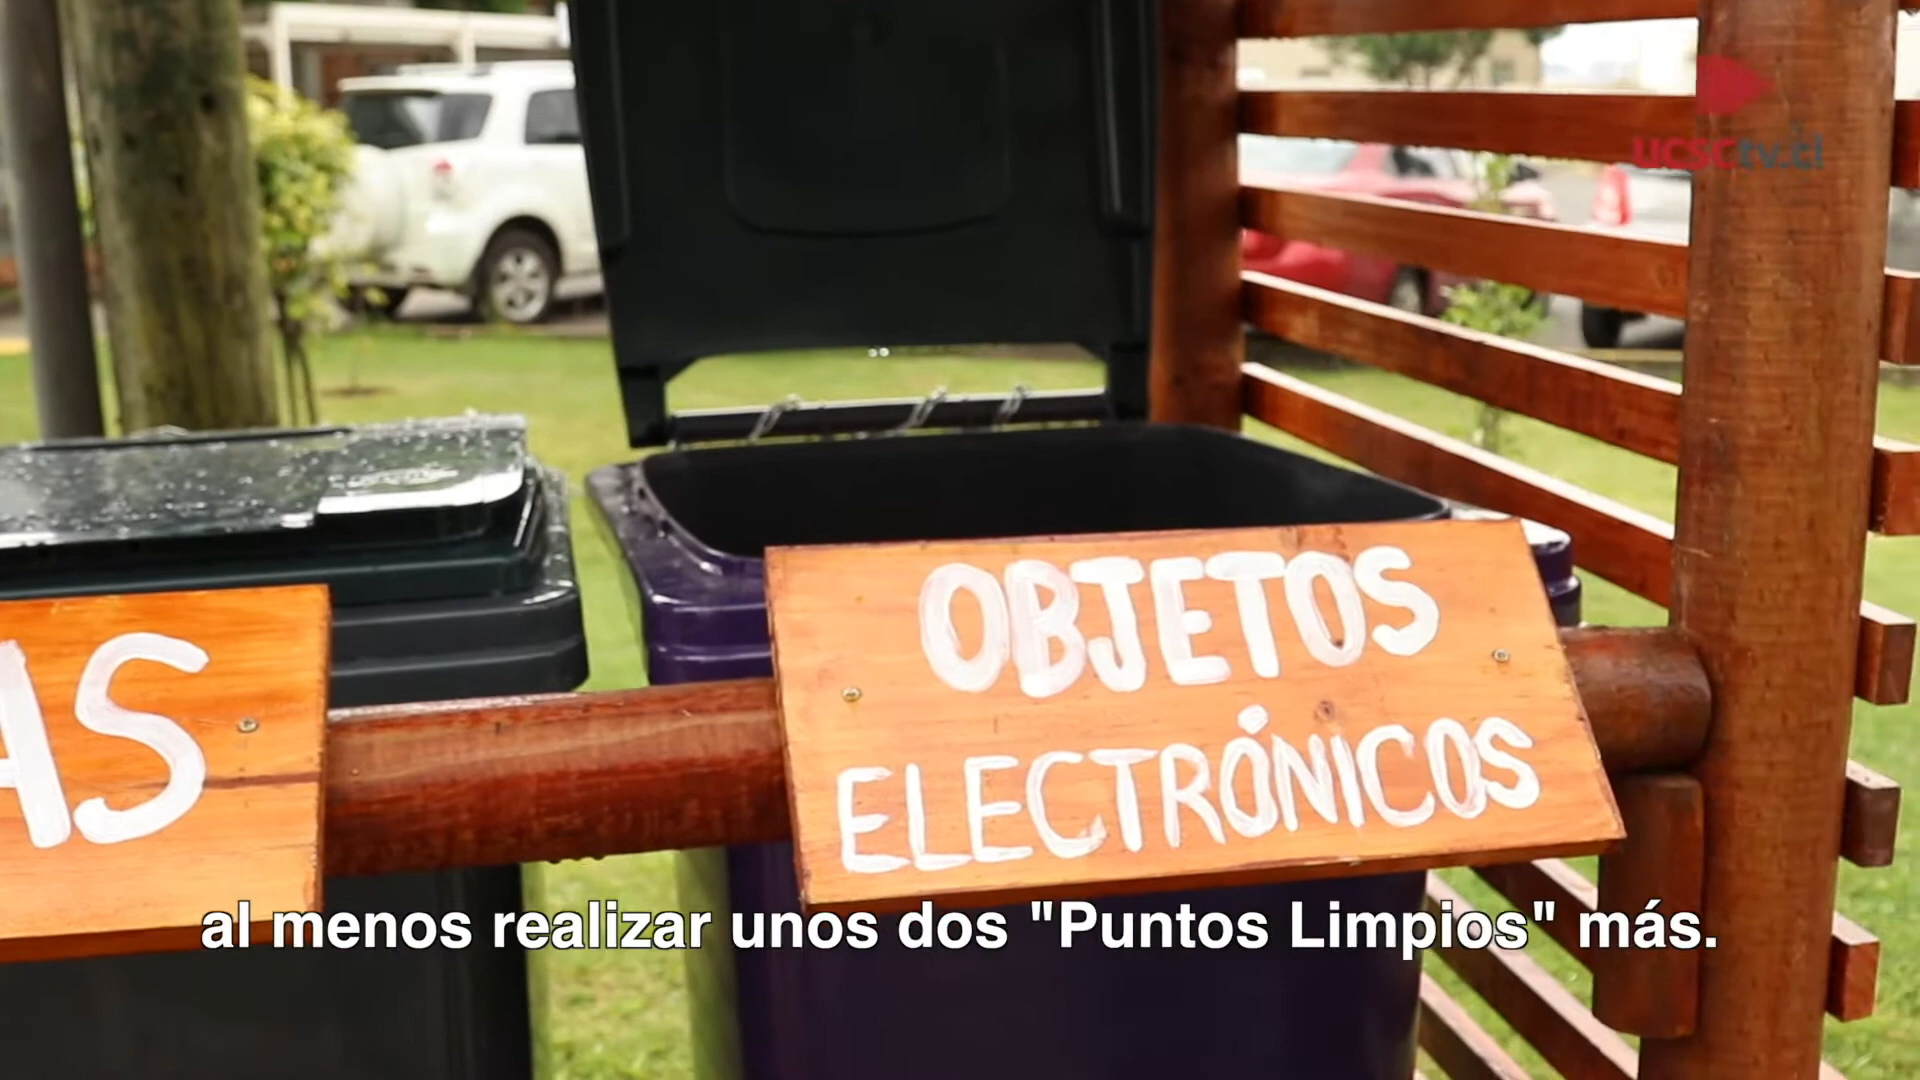 ucsctv.cl
OBJETOS
ELECTRÓNICOS
AS
al menos realizar unos dos "Puntos Limpios" más.